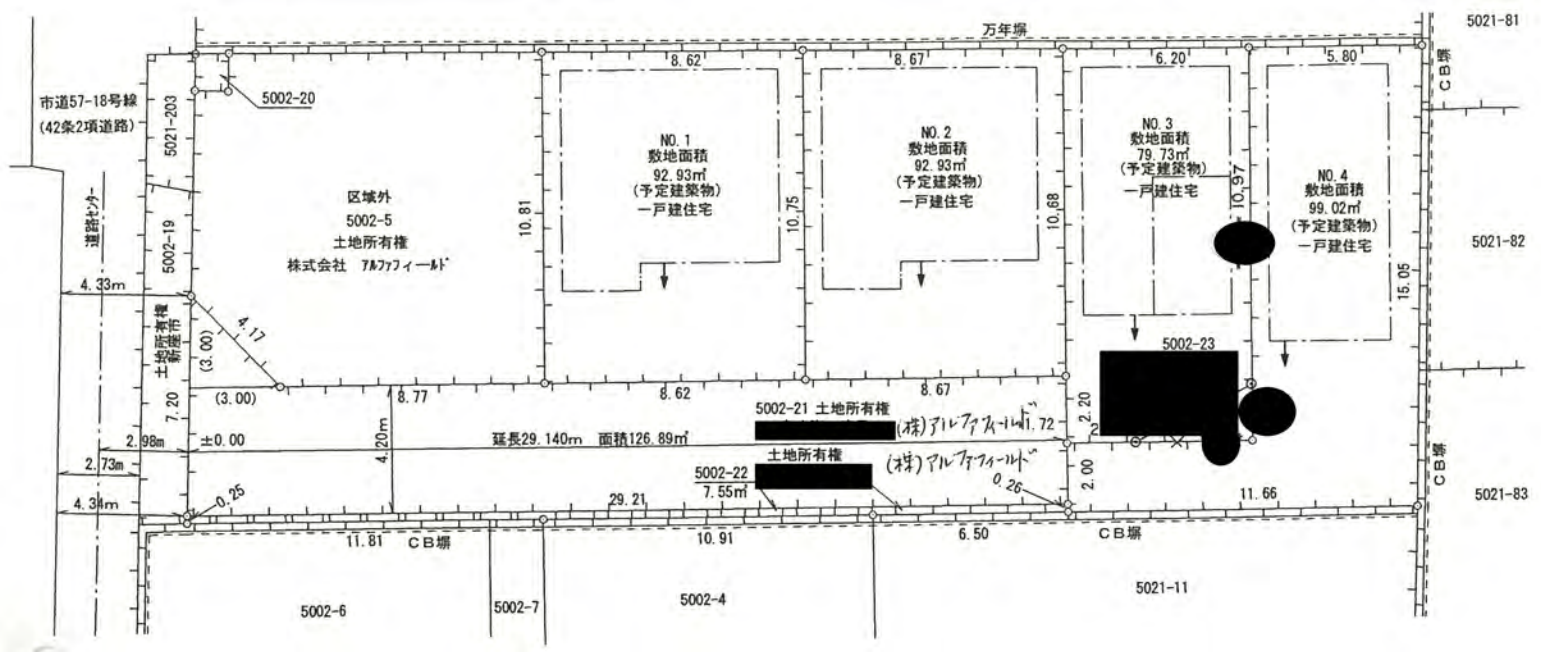 万年塀
5021-81
CB塀
市道57-18号線
(42条2項道路)
5021-203
5002-20
8.62
8.67
6.20
5.80
NO.1
敷地面積
92.93㎡
(予定建築物)
一戸建住宅
NO.2
敷地面積
92.93㎡
(予定建築物)
一戸建住宅
NO.3
敷地面積
79.73㎡
(予定建築物)
一戸建住宅
NO.4
敷地面積
99.02㎡
(予定建築物)
一戸建住宅
区域外
5002-5
土地所有権
株式会社 アルファフィールド
道路センター
5002-19
10.81
10.75
10.68
10.97
15.05
5021-82
4.33m
土地所有権
新座市
4.17
(3.00)
(3.00)
7.20
8.77
8.62
8.67
5002-23
2.20
5002-21 土地所有権
(株)アルファフィールド
1.72
2
2.98m
±0.00
4.20m
延長29.140m 面積126.89㎡
土地所有権
(株)アルファフィールド
2.73m
5002-22
7.55㎡
0.26
2.00
CB塀
5021-83
4.34m
0.25
29.21
11.66
11.81
CB塀
10.91
6.50
CB塀
5002-6
5002-7
5002-4
5021-11